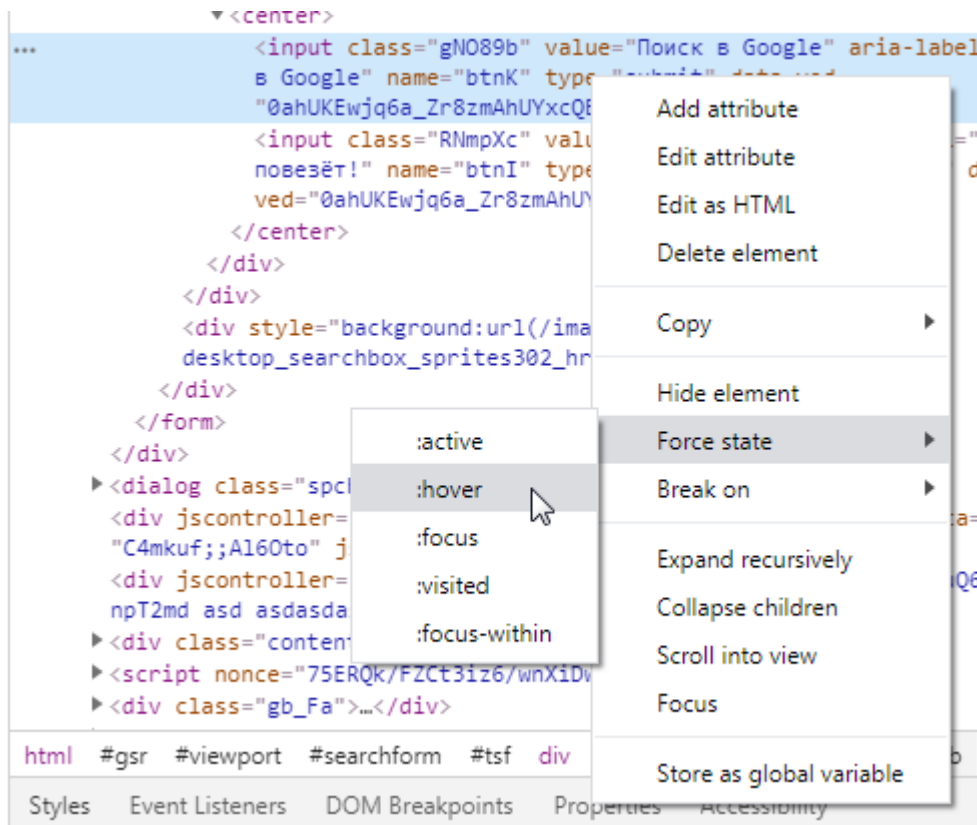 ▼<center>
... <input class="gNO89b" value="Поиск в Google" aria-label
в Google" name="btnK" type="submit" data-ved
"0ahUKEwjq6a_Zr8zmAhUYxcQB
<input class="RNmpXc" valu
повезёт!" name="btnI" type
ved="0ahUKEwjq6a_Zr8zmAhUY
</center>
</div>
</div>
<div style="background:url(/ima
desktop_searchbox_sprites302_hr
</div>
</form>
</div>
▶<dialog class="spch
<div jscontroller=
"C4mkuf;;Al6Oto" j
<div jscontroller=
npT2md asd asdasda
▶<div class="content
▶<script nonce="75ERQk/FZCt3iz6/wnXiDw
▶<div class="gb_Fa">…</div>
Add attribute
Edit attribute
Edit as HTML
Delete element
Copy
Hide element
Force state
Break on
Expand recursively
Collapse children
Scroll into view
Focus
Store as global variable
:active
:hover
:focus
:visited
:focus-within
html #gsr #viewport #searchform #tsf div
Styles Event Listeners DOM Breakpoints Properties Accessibility